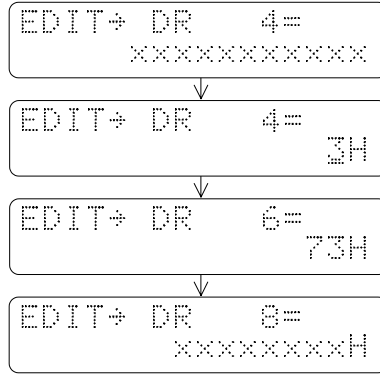 EDIT→ DR 4=
xxxxxxxxxxx
EDIT→ DR 4=
3H
EDIT→ DR 6=
73H
EDIT→ DR 8=
xxxxxxxxH